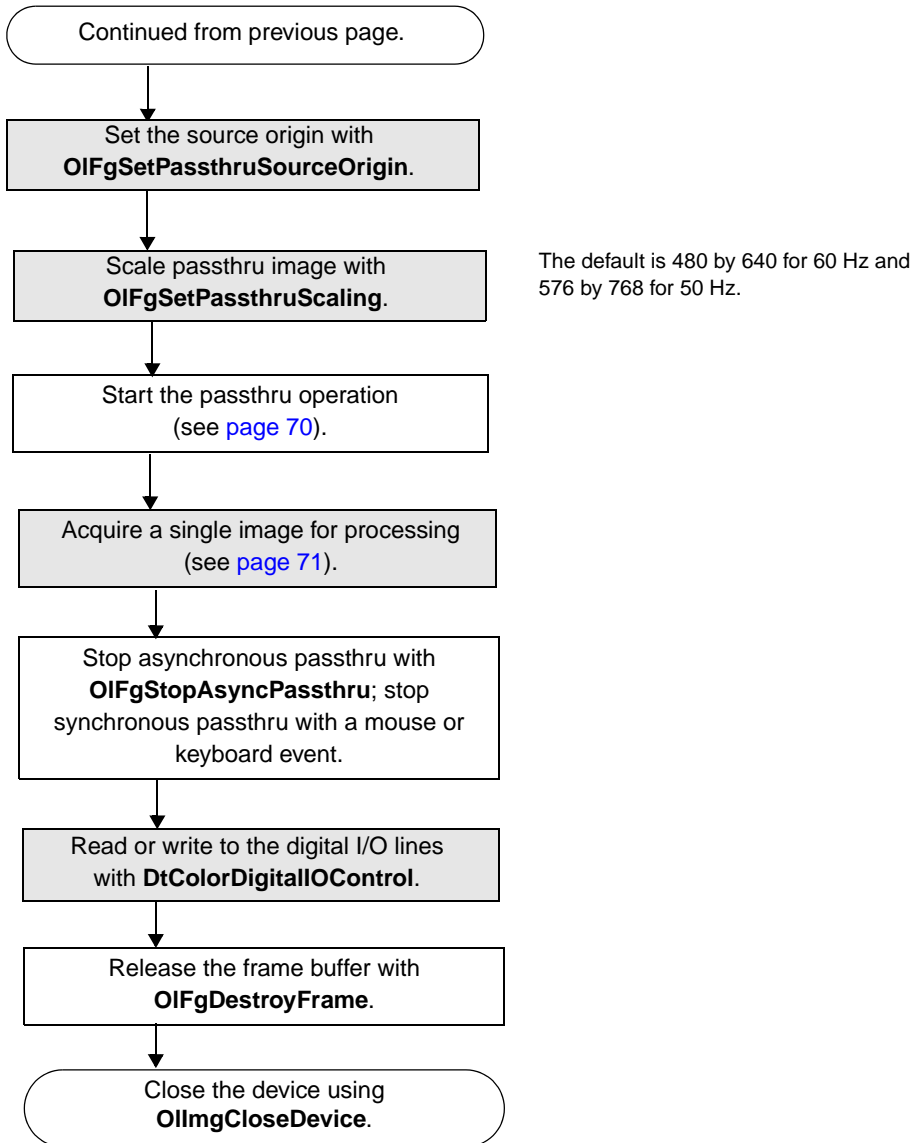 Continued from previous page.
Set the source origin with
OlFgSetPassthruSourceOrigin.
Scale passthru image with
OlFgSetPassthruScaling.
The default is 480 by 640 for 60 Hz and
576 by 768 for 50 Hz.
Start the passthru operation
(see page 70).
Acquire a single image for processing
(see page 71).
Stop asynchronous passthru with
OlFgStopAsyncPassthru; stop
synchronous passthru with a mouse or
keyboard event.
Read or write to the digital I/O lines
with DtColorDigitalIOControl.
Release the frame buffer with
OlFgDestroyFrame.
Close the device using
OlImgCloseDevice.